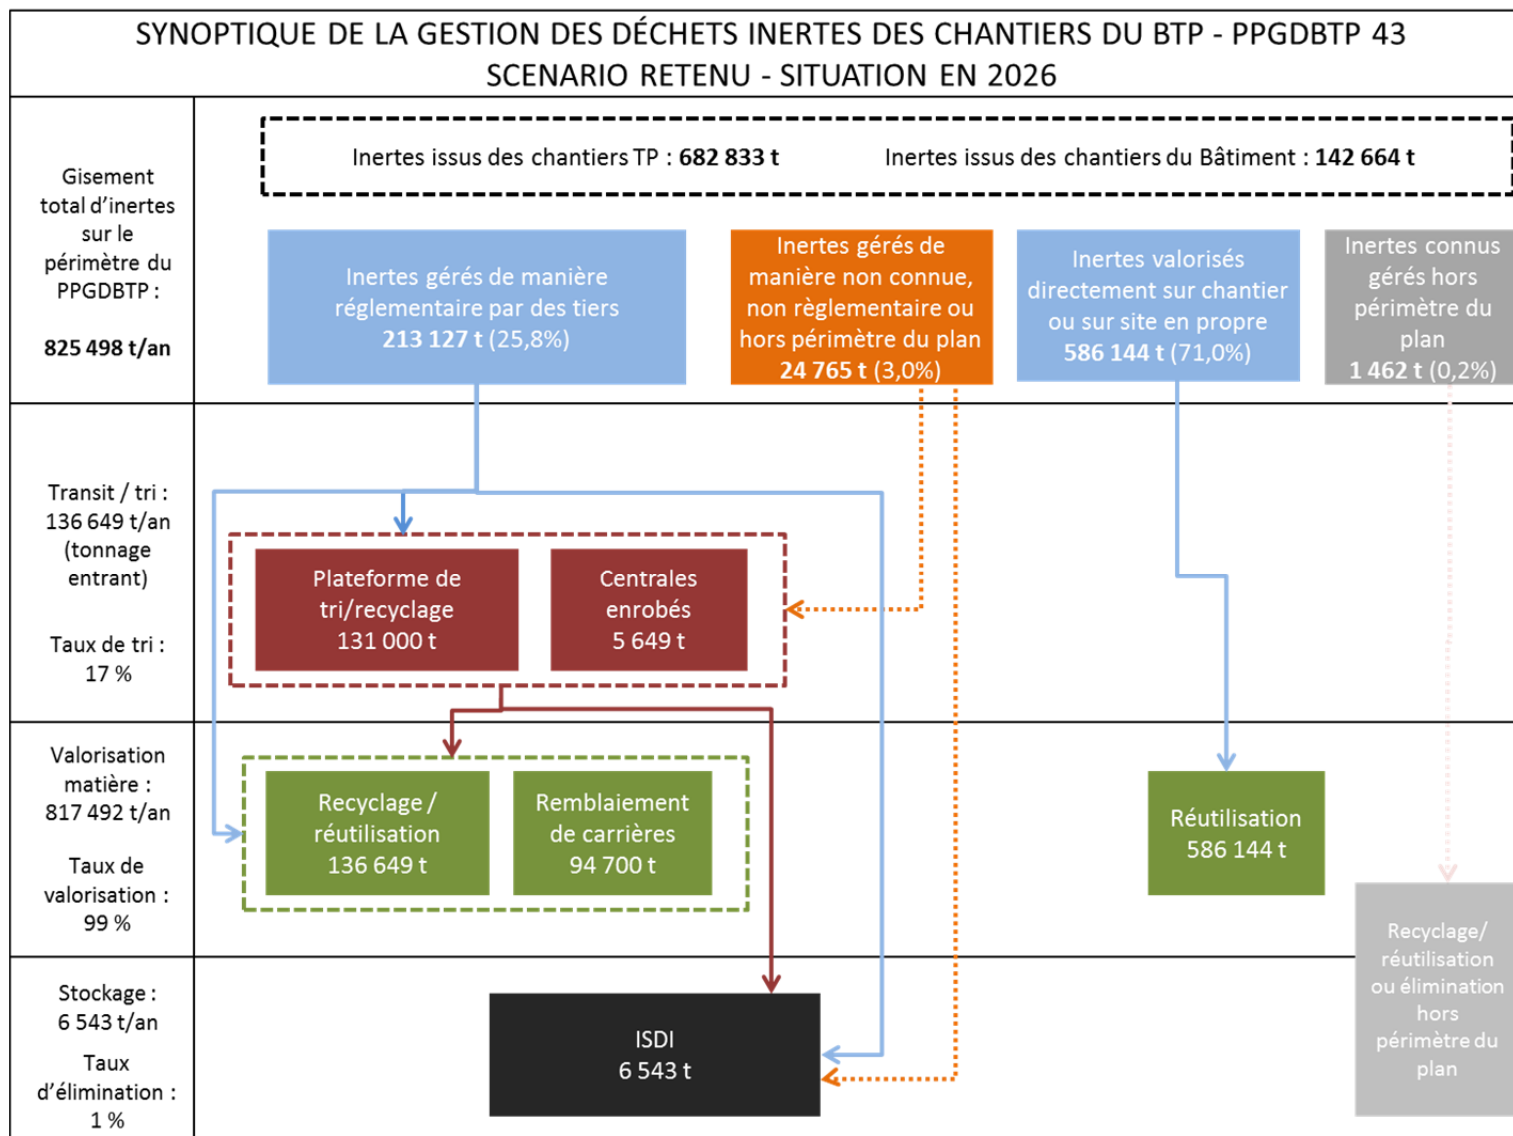 SYNOPTIQUE DE LA GESTION DES DÉCHETS INERTES DES CHANTIERS DU BTP - PPGDBTP 43
SCENARIO RETENU - SITUATION EN 2026
Gisement
total d'inertes
sur le
périmètre du
PPGDBTP :
825 498 t/an
Inertes issus des chantiers TP : 682 833 t
Inertes issus des chantiers du Bâtiment : 142 664 t
Inertes gérés de manière
réglementaire par des tiers
213 127 t (25,8%)
Inertes gérés de
manière non connue,
non règlementaire ou
hors périmètre du plan
24 765 t (3,0%)
Inertes valorisés
directement sur chantier
ou sur site en propre
586 144 t (71,0%)
Inertes connus
gérés hors
périmètre du
plan
1 462 t (0,2%)
Transit / tri :
136 649 t/an
(tonnage
entrant)
Taux de tri :
17 %
Plateforme de
tri/recyclage
131 000 t
Centrales
enrobés
5 649 t
Valorisation
matière :
817 492 t/an
Taux de
valorisation :
99 %
Recyclage /
réutilisation
136 649 t
Remblaiement
de carrières
94 700 t
Réutilisation
586 144 t
Recyclage/
réutilisation
ou élimination
hors
périmètre du
plan
Stockage :
6 543 t/an
Taux
d'élimination :
1 %
ISDI
6 543 t